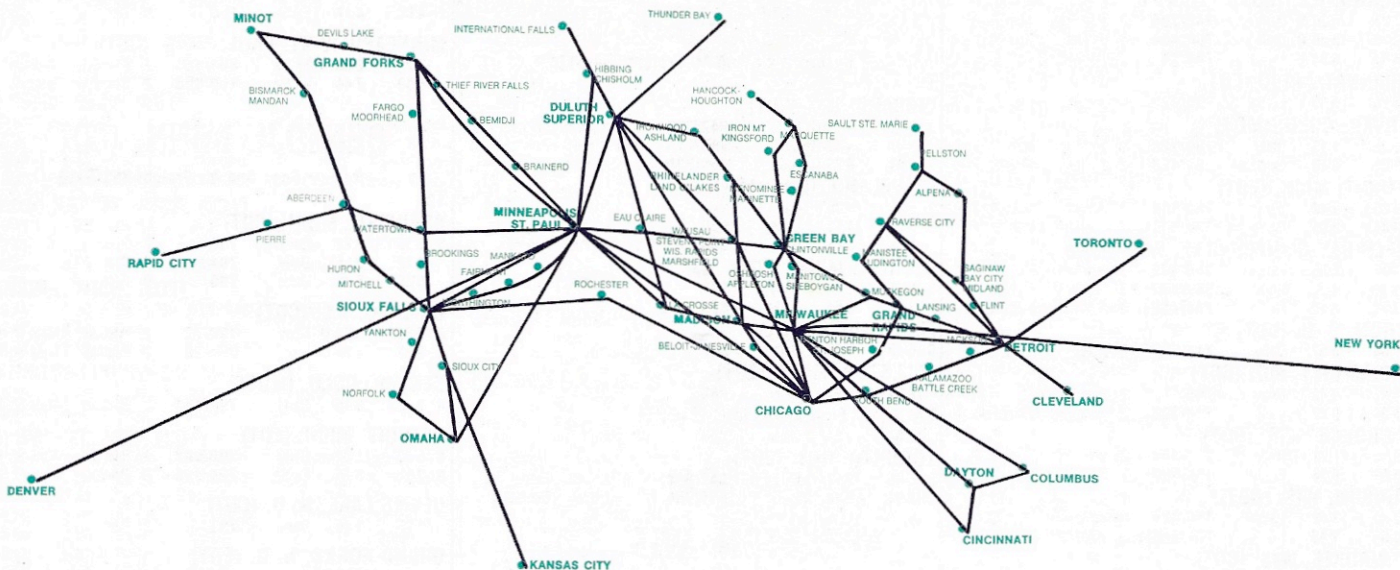 MINOT
DEVILS LAKE
GRAND FORKS
INTERNATIONAL FALLS
THUNDER BAY
BISMARCK
MANDAN
FARGO
MOORHEAD
THIEF RIVER FALLS
BEMIDJI
BRAINERD
HIBBING
CHISHOLM
DULUTH
SUPERIOR
IRONWOOD
ASHLAND
HANCOCK-
HOUGHTON
IRON MT
KINGSFORD
MARQUETTE
ESCANABA
SAULT STE. MARIE
PELLSTON
ALPENA
ABERDEEN
PIERRE
RAPID CITY
WATERTOWN
HURON
MITCHELL
BROOKINGS
MINNEAPOLIS
ST. PAUL
EAU CLAIRE
RHINELANDER
LAND O'LAKES
MENOMINEE
MARINETTE
WAUSAU
STEVENS POINT
WIS. RAPIDS
MARSHFIELD
GREEN BAY
CLINTONVILLE
TRAVERSE CITY
TORONTO
MANKATO
FAIRMONT
WORTHINGTON
ROCHESTER
OSHKOSH
APPLETON
MANITOWOC
SHEBOYGAN
MANISTEE
LUDINGTON
SAGINAW
BAY CITY
MIDLAND
MUSKEGON
SIOUX FALLS
YANKTON
LA CROSSE
MADISON
MILWAUKEE
GRAND
RAPIDS
LANSING
FLINT
BELOIT-JANESVILLE
BENTON HARBOR
ST. JOSEPH
JACKSON
DETROIT
NEW YORK
SIOUX CITY
NORFOLK
OMAHA
CHICAGO
SOUTH BEND
KALAMAZOO
BATTLE CREEK
CLEVELAND
DENVER
DAYTON
COLUMBUS
CINCINNATI
KANSAS CITY